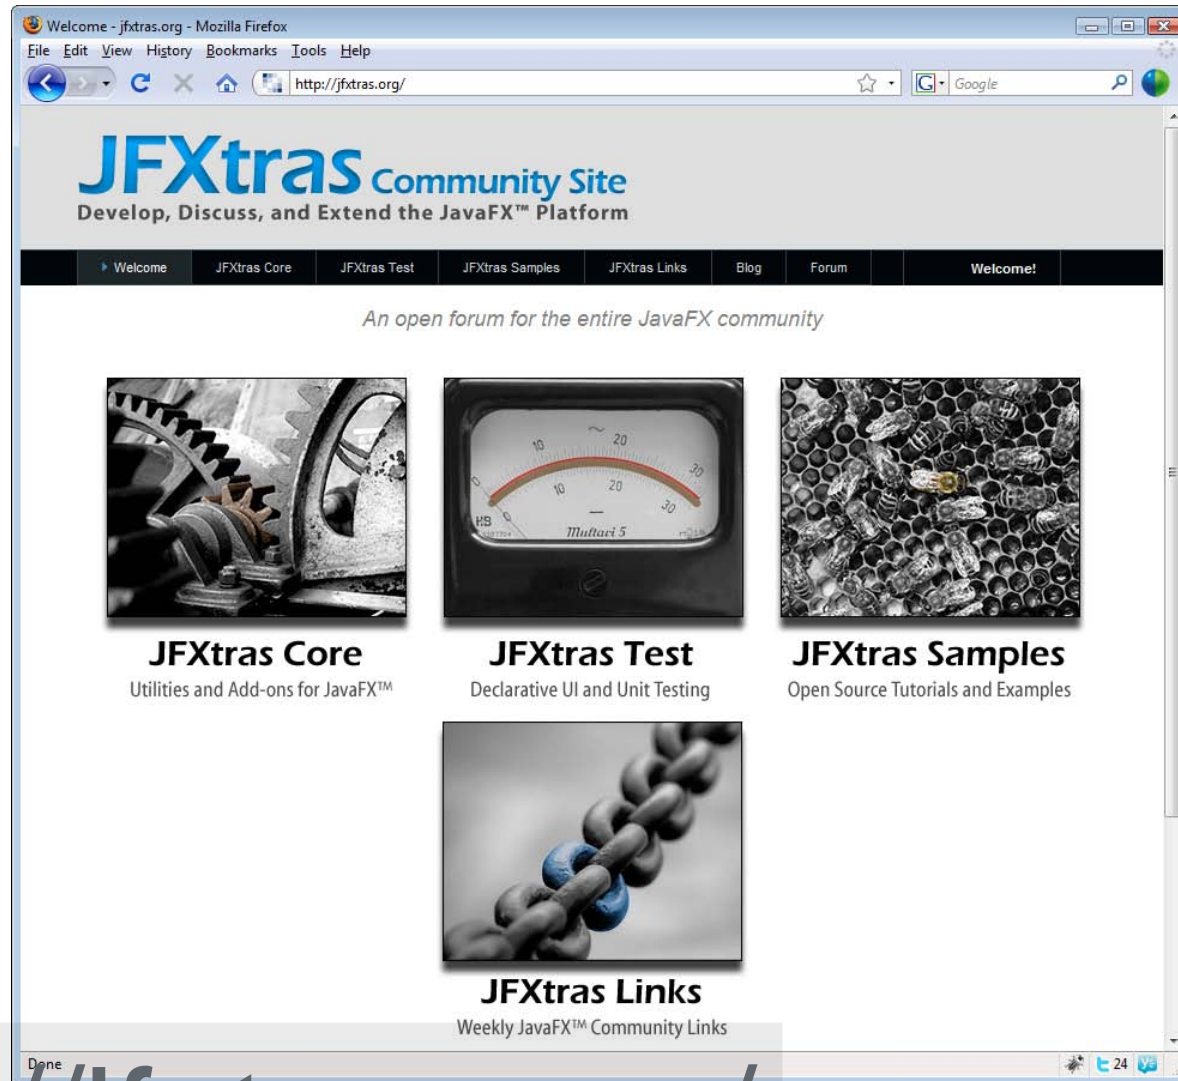 Welcome - jfxtras.org - Mozilla Firefox
File Edit View History Bookmarks Tools Help
http://jfxtras.org/
G Google
JFXtras Community Site
Develop, Discuss, and Extend the JavaFX™ Platform
Welcome JFXtras Core JFXtras Test JFXtras Samples JFXtras Links Blog Forum Welcome!
An open forum for the entire JavaFX community
10 20 30
0 10 20 30
HB
Multavi 5
JFXtras Core JFXtras Test JFXtras Samples
Utilities and Add-ons for JavaFX™ Declarative UI and Unit Testing Open Source Tutorials and Examples
JFXtras Links
Weekly JavaFX™ Community Links
Done 24